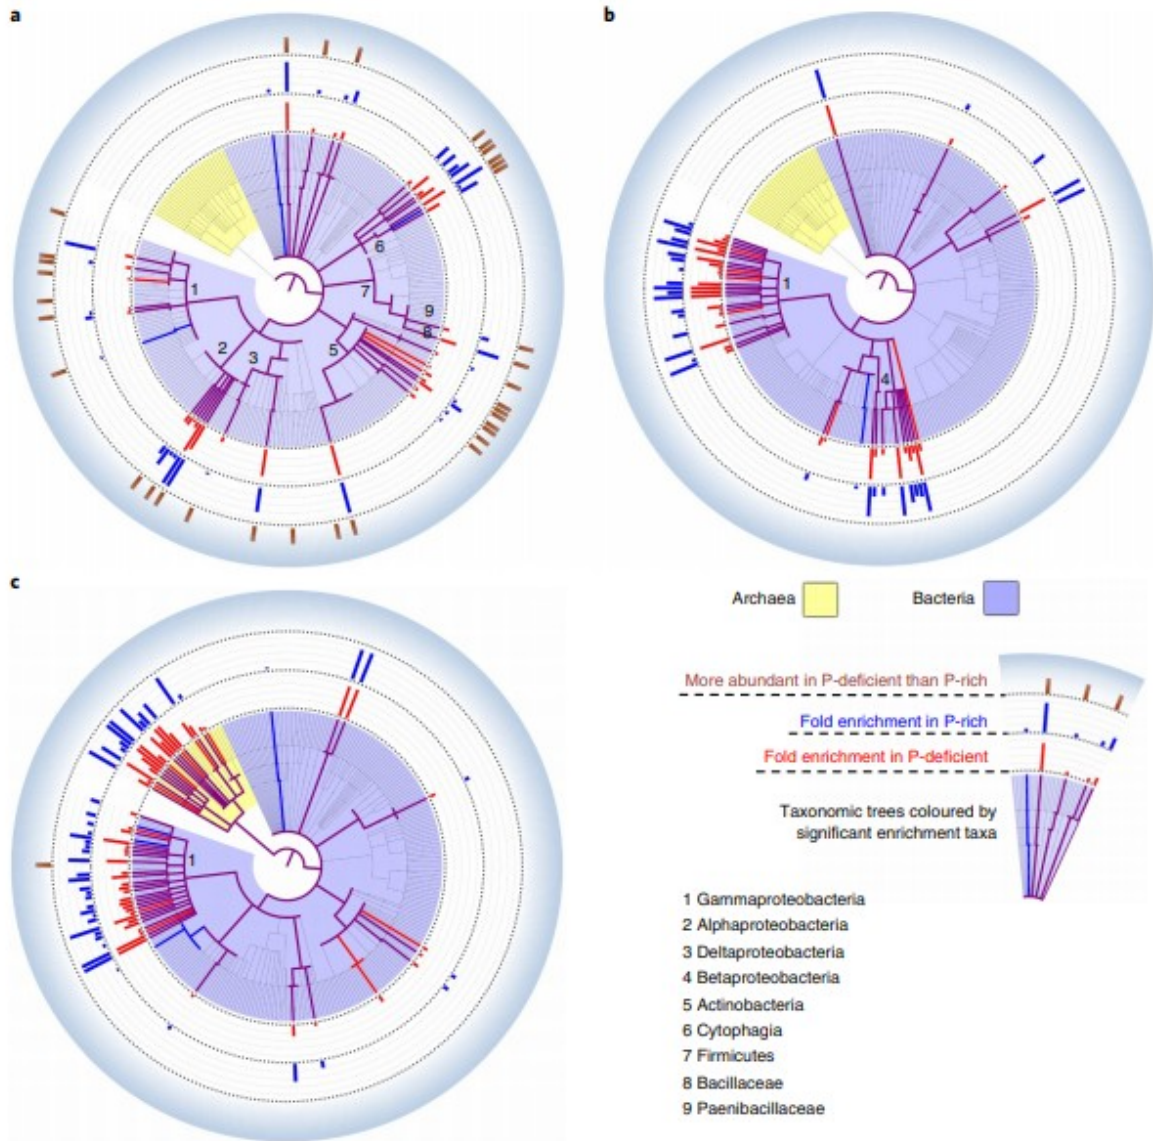 a
b
6
7
9
8
1
2
3
5
1
4
c
1
Archaea
Bacteria
More abundant in P-deficient than P-rich
Fold enrichment in P-rich
Fold enrichment in P-deficient
Taxonomic trees coloured by
significant enrichment taxa
1 Gammaproteobacteria
2 Alphaproteobacteria
3 Deltaproteobacteria
4 Betaproteobacteria
5 Actinobacteria
6 Cytophagia
7 Firmicutes
8 Bacillaceae
9 Paenibacillaceae